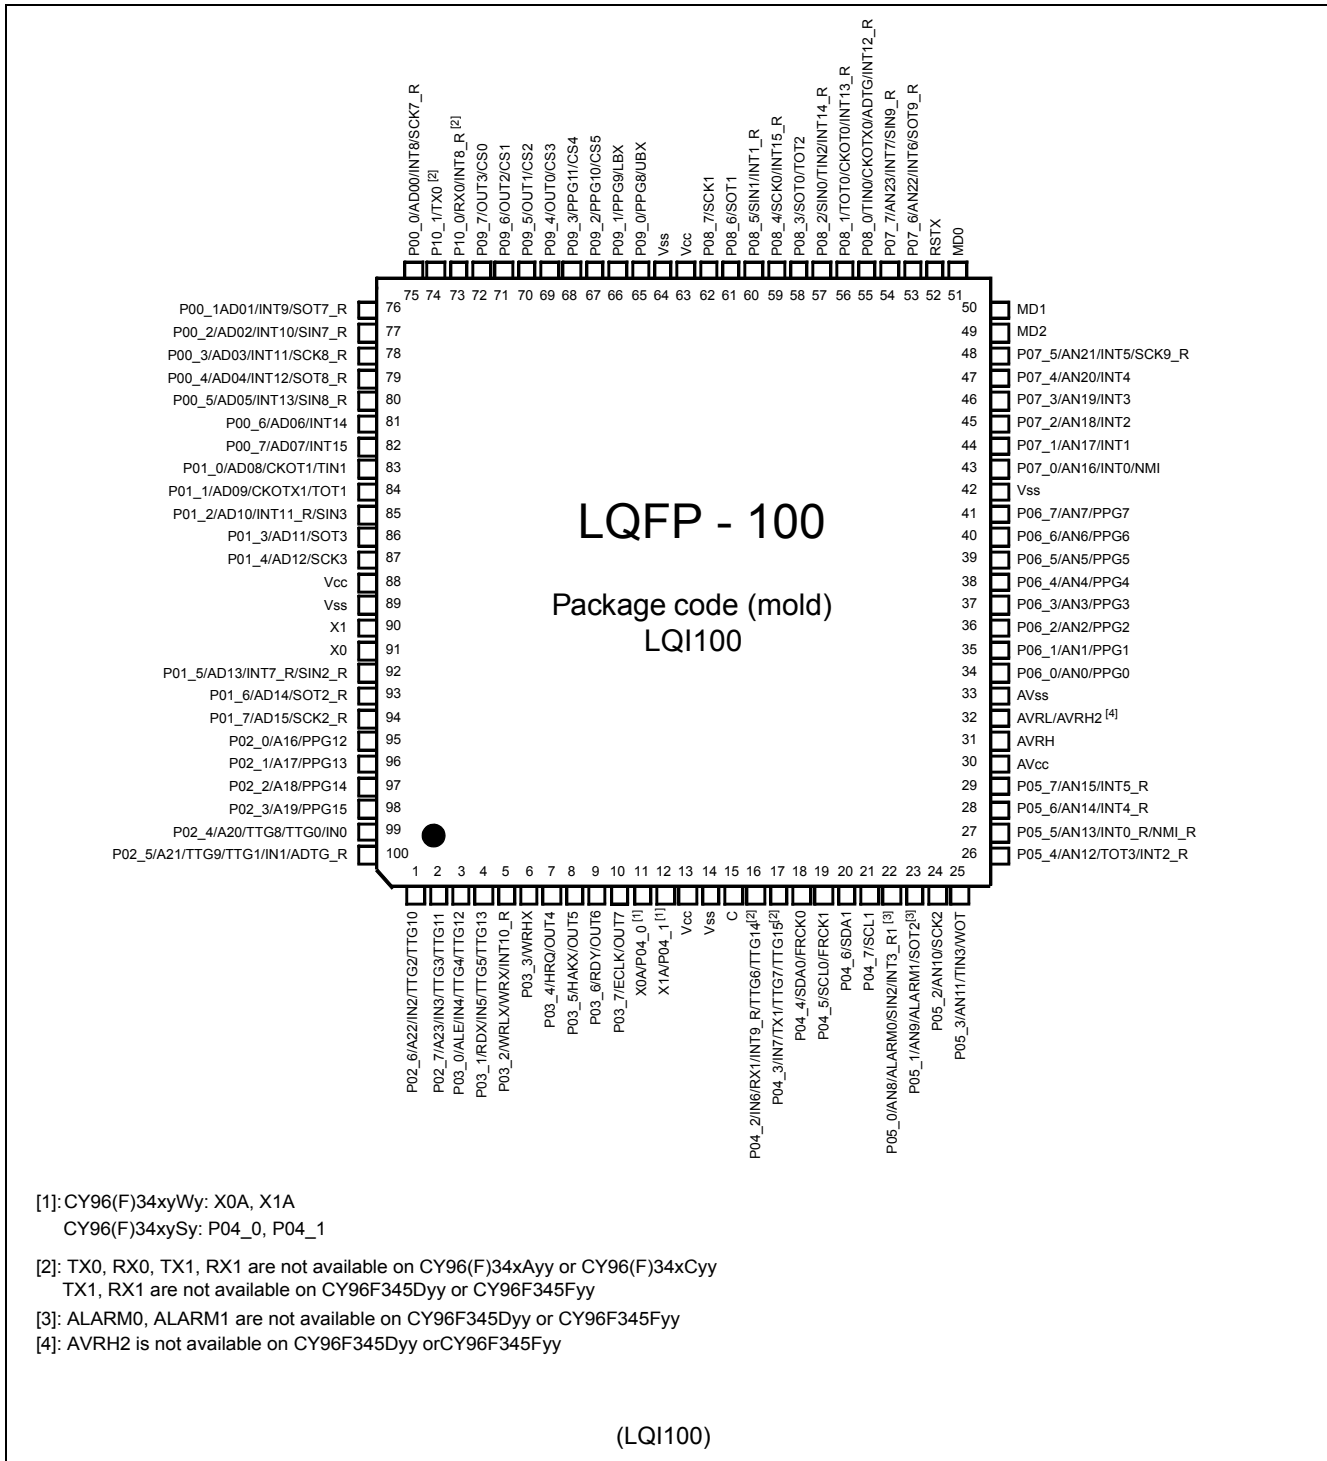 P00_0/AD00/INT8/SCK7_R
P10_1/TX0 [2]
P10_0/RX0/INT8_R [2]
P09_7/OUT3/CS0
P09_6/OUT2/CS1
P09_5/OUT1/CS2
P09_4/OUT0/CS3
P09_3/PPG11/CS4
P09_2/PPG10/CS5
P09_1/PPG9/LBX
P09_0/PPG8/UBX
Vss
Vcc
P08_7/SCK1
P08_6/SOT1
P08_5/SIN1/INT1_R
P08_4/SCK0/INT15_R
P08_3/SOT0/TOT2
P08_2/SIN0/TIN2/INT14_R
P08_1/TOT0/CKOT0/INT13_R
P08_0/TIN0/CKOTX0/ADTG/INT12_R
P07_7/AN23/INT7/SIN9_R
P07_6/AN22/INT6/SOT9_R
RSTX
MD0
75 74 73 72 71 70 69 68 67 66 65 64 63 62 61 60 59 58 57 56 55 54 53 52 51
P00_1AD01/INT9/SOT7_R 76
P00_2/AD02/INT10/SIN7_R 77
P00_3/AD03/INT11/SCK8_R 78
P00_4/AD04/INT12/SOT8_R 79
P00_5/AD05/INT13/SIN8_R 80
P00_6/AD06/INT14 81
P00_7/AD07/INT15 82
P01_0/AD08/CKOT1/TIN1 83
P01_1/AD09/CKOTX1/TOT1 84
P01_2/AD10/INT11_R/SIN3 85
P01_3/AD11/SOT3 86
P01_4/AD12/SCK3 87
Vcc 88
Vss 89
X1 90
X0 91
P01_5/AD13/INT7_R/SIN2_R 92
P01_6/AD14/SOT2_R 93
P01_7/AD15/SCK2_R 94
P02_0/A16/PPG12 95
P02_1/A17/PPG13 96
P02_2/A18/PPG14 97
P02_3/A19/PPG15 98
P02_4/A20/TTG8/TTG0/IN0 99
P02_5/A21/TTG9/TTG1/IN1/ADTG_R 100
LQFP - 100
Package code (mold)
LQI100
50 MD1
49 MD2
48 P07_5/AN21/INT5/SCK9_R
47 P07_4/AN20/INT4
46 P07_3/AN19/INT3
45 P07_2/AN18/INT2
44 P07_1/AN17/INT1
43 P07_0/AN16/INT0/NMI
42 Vss
41 P06_7/AN7/PPG7
40 P06_6/AN6/PPG6
39 P06_5/AN5/PPG5
38 P06_4/AN4/PPG4
37 P06_3/AN3/PPG3
36 P06_2/AN2/PPG2
35 P06_1/AN1/PPG1
34 P06_0/AN0/PPG0
33 AVss
32 AVRL/AVRH2 [4]
31 AVRH
30 AVcc
29 P05_7/AN15/INT5_R
28 P05_6/AN14/INT4_R
27 P05_5/AN13/INT0_R/NMI_R
26 P05_4/AN12/TOT3/INT2_R
1 2 3 4 5 6 7 8 9 10 11 12 13 14 15 16 17 18 19 20 21 22 23 24 25
P02_6/A22/IN2/TTG2/TTG10
P02_7/A23/IN3/TTG3/TTG11
P03_0/ALE/IN4/TTG4/TTG12
P03_1/RDX/IN5/TTG5/TTG13
P03_2/WRLX/WRX/INT10_R
P03_3/WRHX
P03_4/HRQ/OUT4
P03_5/HAKX/OUT5
P03_6/RDY/OUT6
P03_7/ECLK/OUT7
X0A/P04_0 [1]
X1A/P04_1 [1]
Vcc
Vss
C
P04_2/IN6/RX1/INT9_R/TTG6/TTG14[2]
P04_3/IN7/TX1/TTG7/TTG15[2]
P04_4/SDA0/FRCK0
P04_5/SCL0/FRCK1
P04_6/SDA1
P04_7/SCL1
P05_0/AN8/ALARM0/SIN2/INT3_R1 [3]
P05_1/AN9/ALARM1/SOT2[3]
P05_2/AN10/SCK2
P05_3/AN11/TIN3/WOT
[1]: CY96(F)34xyWy: X0A, X1A
CY96(F)34xySy: P04_0, P04_1
[2]: TX0, RX0, TX1, RX1 are not available on CY96(F)34xAyy or CY96(F)34xCyy
TX1, RX1 are not available on CY96F345Dyy or CY96F345Fyy
[3]: ALARM0, ALARM1 are not available on CY96F345Dyy or CY96F345Fyy
[4]: AVRH2 is not available on CY96F345Dyy orCY96F345Fyy
(LQI100)